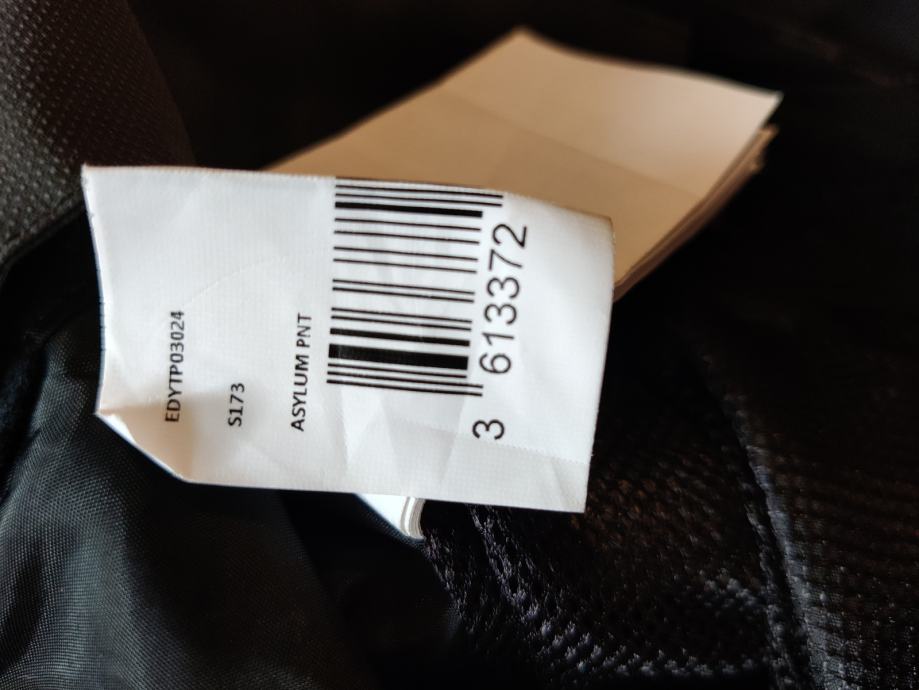 EDYTP03024
S173
ASYLUM PNT
3 613372